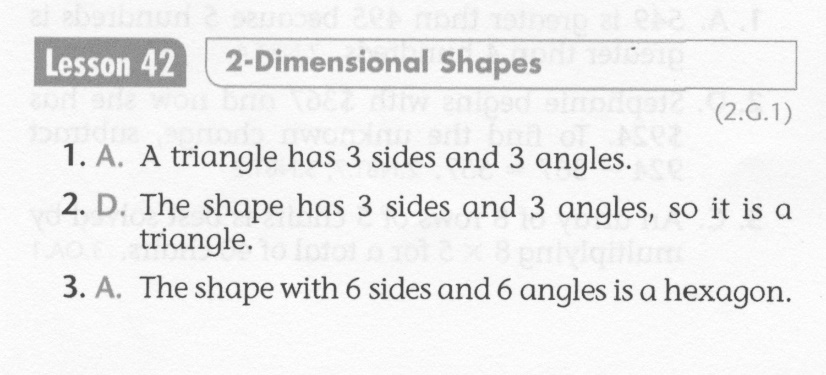 Lesson 42 2-Dimensional Shapes
(2.G.1)
1. A. A triangle has 3 sides and 3 angles.
2. D. The shape has 3 sides and 3 angles, so it is a
triangle.
3. A. The shape with 6 sides and 6 angles is a hexagon.